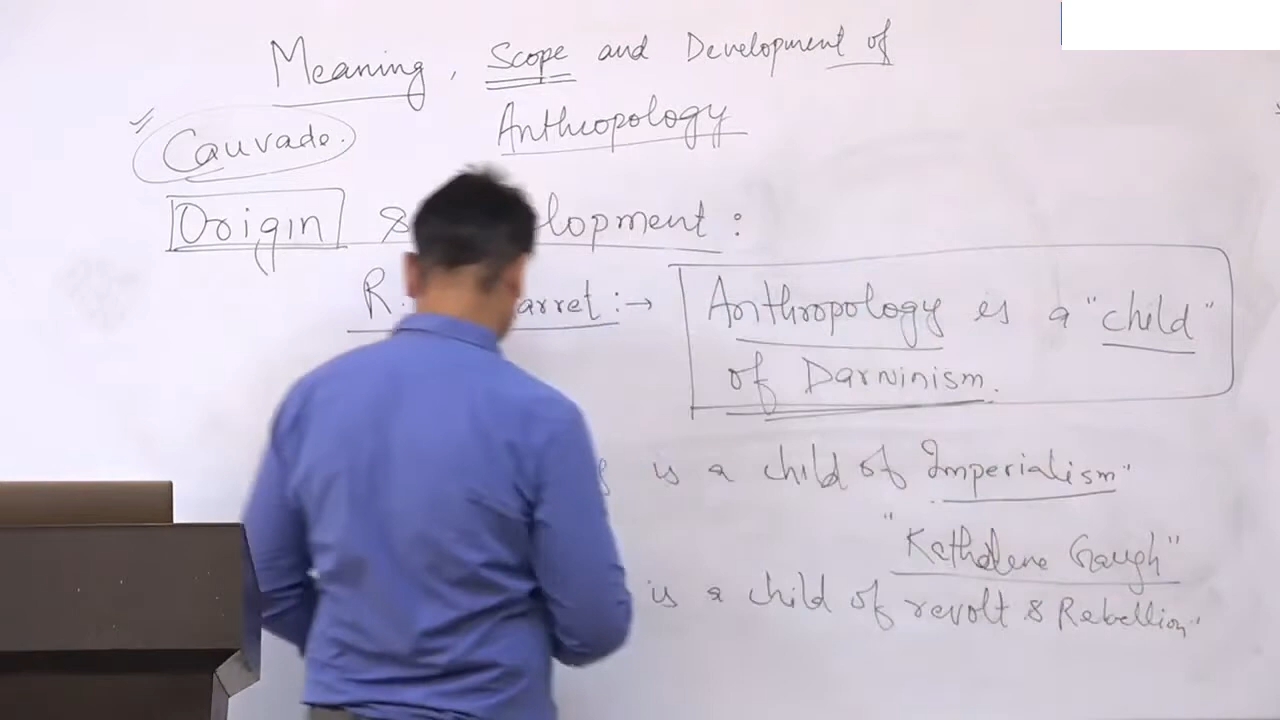 Meaning, Scope and Development of
Anthropology
Cauvade.
Origin & lopment:
R. arret:→ Anthropology is a "child"
of Darwinism.
is a child of Imperialism"
"Kathalene Gough"
is a child of revolt & Rebellion"